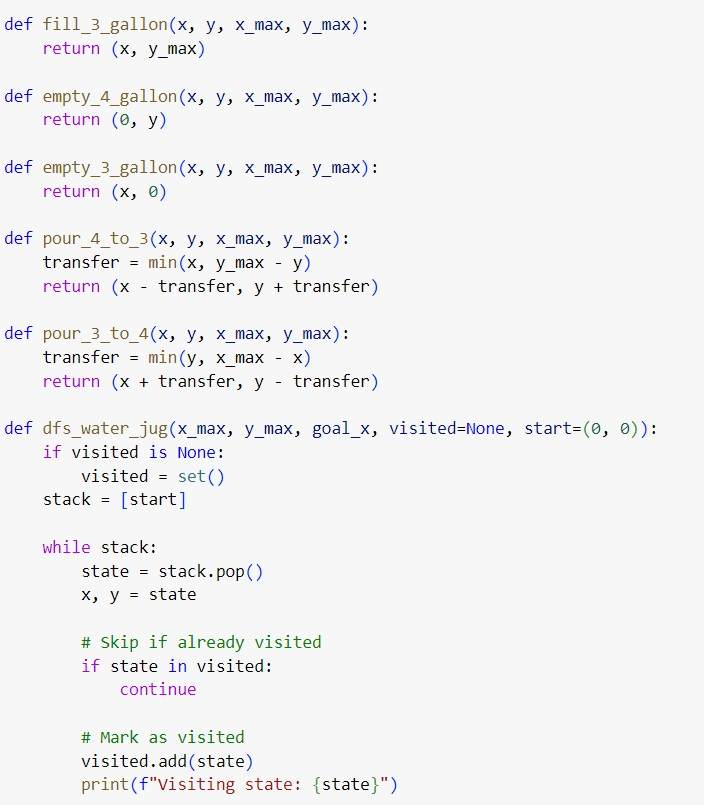 def fill_3_gallon(x, y, x_max, y_max):
    return (x, y_max)

def empty_4_gallon(x, y, x_max, y_max):
    return (0, y)

def empty_3_gallon(x, y, x_max, y_max):
    return (x, 0)

def pour_4_to_3(x, y, x_max, y_max):
    transfer = min(x, y_max - y)
    return (x - transfer, y + transfer)

def pour_3_to_4(x, y, x_max, y_max):
    transfer = min(y, x_max - x)
    return (x + transfer, y - transfer)

def dfs_water_jug(x_max, y_max, goal_x, visited=None, start=(0, 0)):
    if visited is None:
        visited = set()
    stack = [start]

    while stack:
        state = stack.pop()
        x, y = state

        # Skip if already visited
        if state in visited:
            continue

        # Mark as visited
        visited.add(state)
        print(f"Visiting state: {state}")